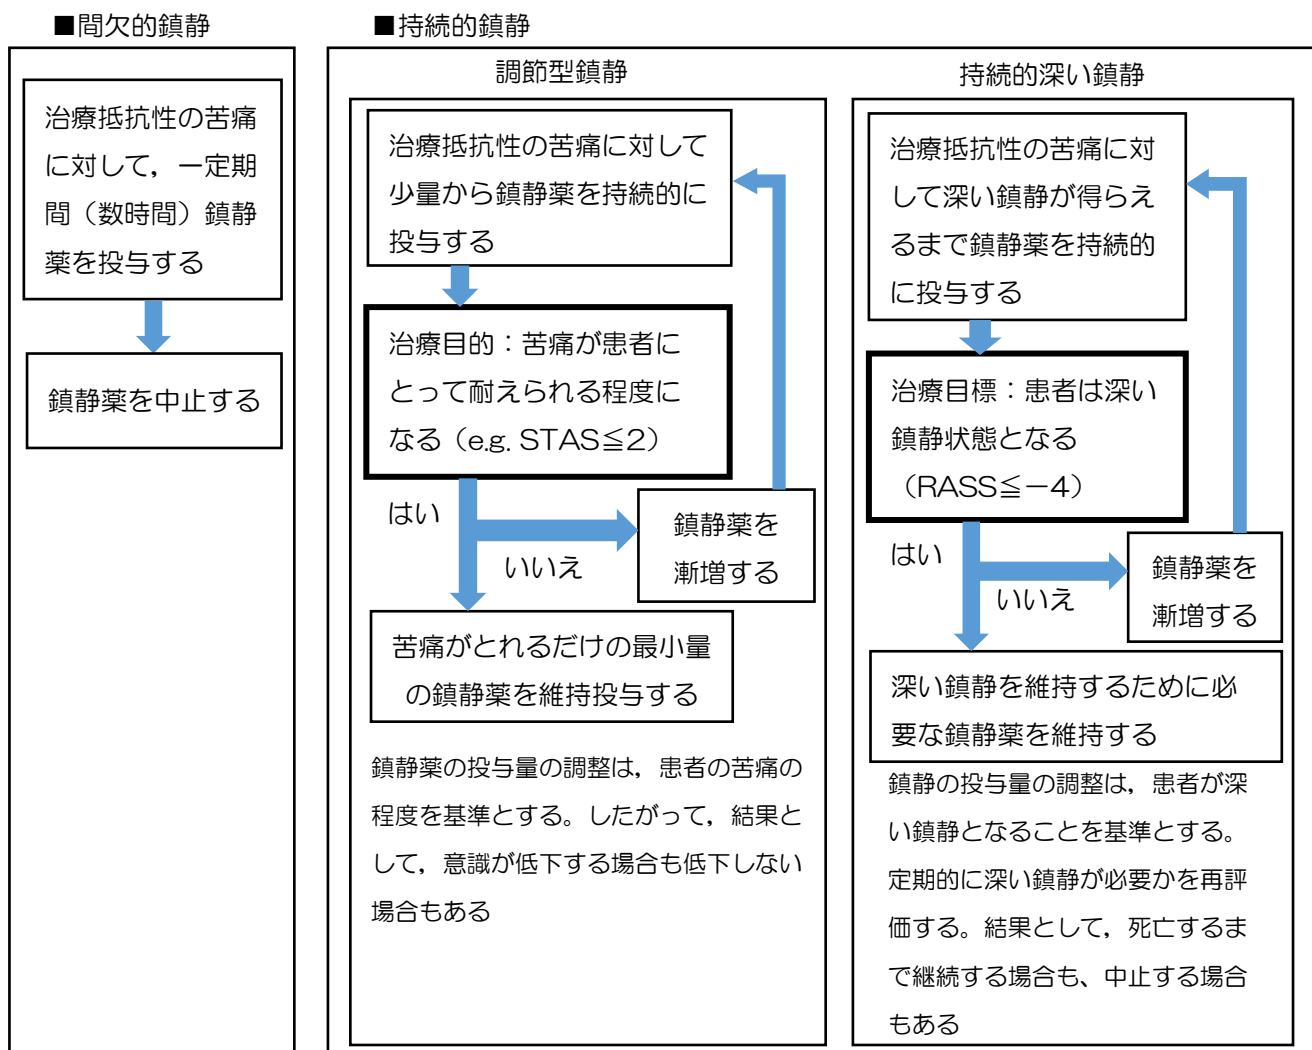 ■間欠的鎮静
治療抵抗性の苦痛
に対して，一定期
間（数時間）鎮静
薬を投与する
鎮静薬を中止する
■持続的鎮静
調節型鎮静
治療抵抗性の苦痛に対して
少量から鎮静薬を持続的に
投与する
治療目的：苦痛が患者に
とって耐えられる程度に
なる（e.g. STAS≦2）
はい
いいえ
鎮静薬を
漸増する
苦痛がとれるだけの最小量
の鎮静薬を維持投与する
鎮静薬の投与量の調整は，患者の苦痛の
程度を基準とする。したがって，結果と
して，意識が低下する場合も低下しない
場合もある
持続的深い鎮静
治療抵抗性の苦痛に対
して深い鎮静が得らえ
るまで鎮静薬を持続的
に投与する
治療目標：患者は深い
鎮静状態となる
（RASS≦－4）
はい
いいえ
鎮静薬を
漸増する
深い鎮静を維持するために必
要な鎮静薬を維持する
鎮静の投与量の調整は，患者が深
い鎮静となることを基準とする。
定期的に深い鎮静が必要かを再評
価する。結果として，死亡するま
で継続する場合も、中止する場合
もある